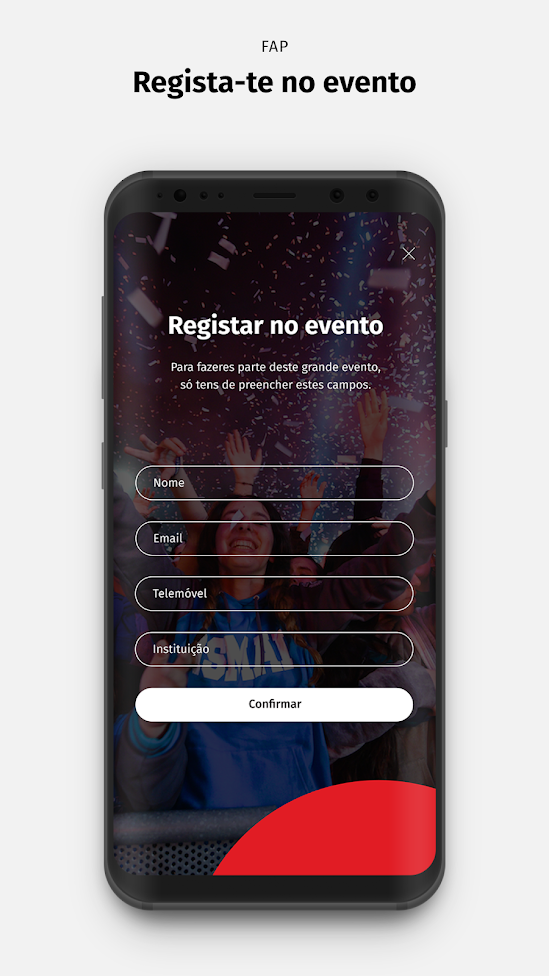 FAP
Regista-te no evento
Registar no evento
Para fazeres parte deste grande evento,
só tens de preencher estes campos.
Nome
Email
Telemóvel
Instituição
Confirmar